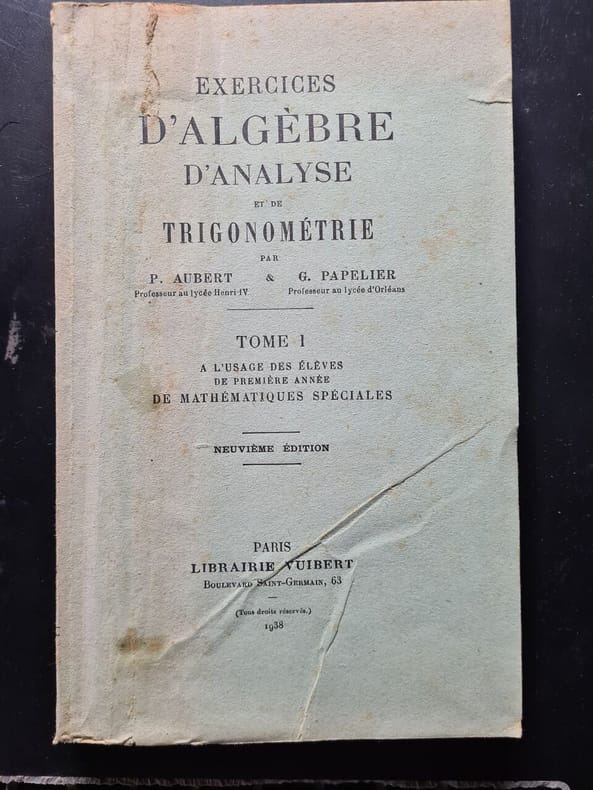 EXERCICES
D'ALGÈBRE
D'ANALYSE
ET DE
TRIGONOMÉTRIE
PAR
P. AUBERT & G. PAPELIER
Professeur au lycée Henri-IV Professeur au lycée d'Orléans
TOME I
A L'USAGE DES ÉLÈVES
DE PREMIÈRE ANNÉE
DE MATHÉMATIQUES SPÉCIALES
NEUVIÈME ÉDITION
PARIS
LIBRAIRIE VUIBERT
BOULEVARD SAINT-GERMAIN, 63
(Tous droits réservés.)
1938